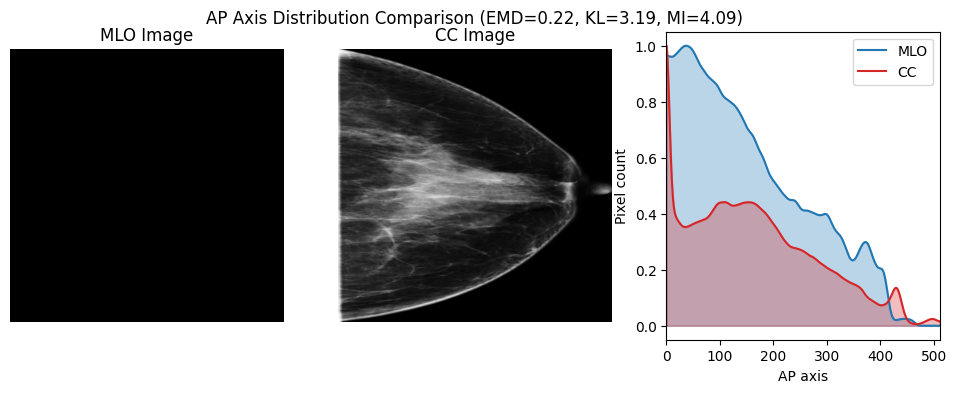 AP Axis Distribution Comparison (EMD=0.22, KL=3.19, MI=4.09)
MLO Image
CC Image
MLO
CC
Pixel count
1.0
0.8
0.6
0.4
0.2
0.0
0 100 200 300 400 500
AP axis